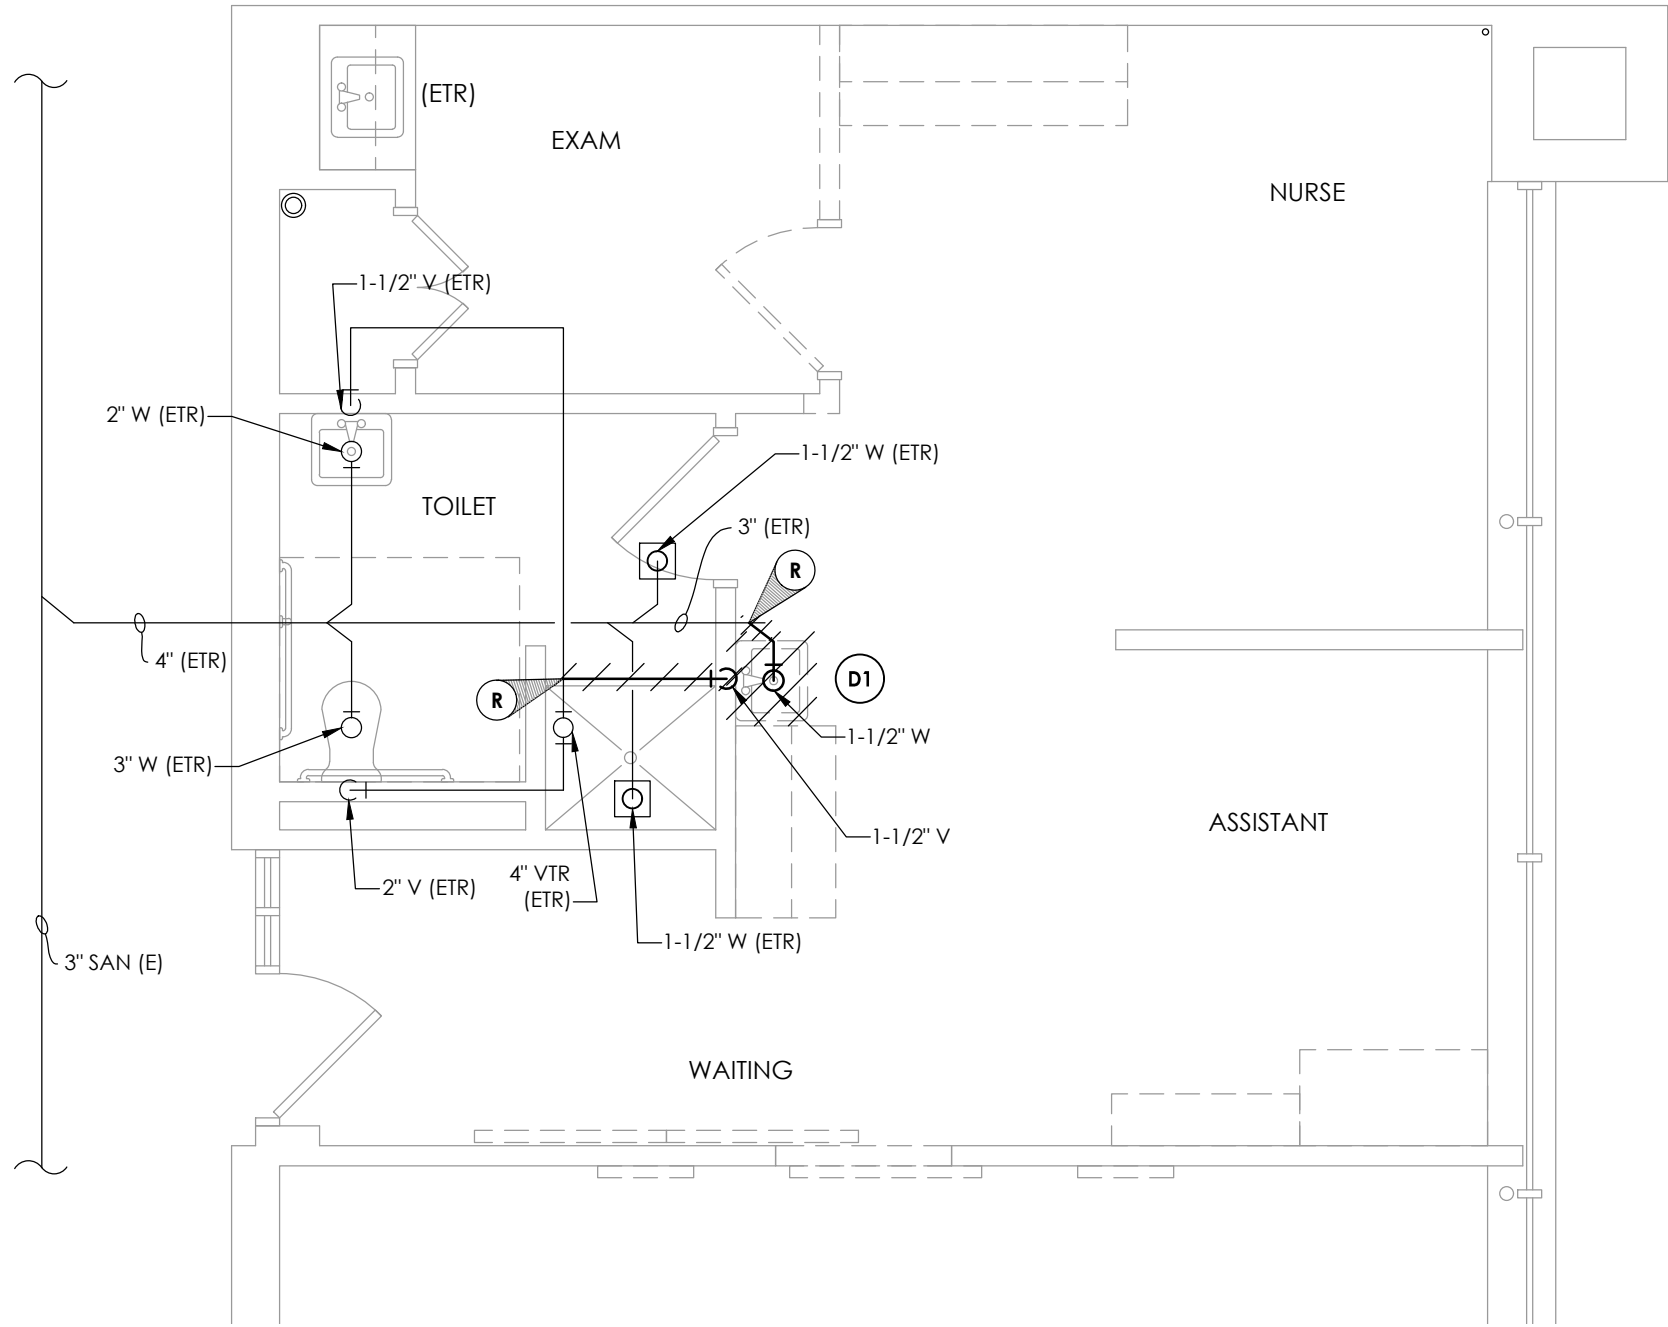 (ETR)
EXAM
NURSE
1-1/2" V (ETR)
2" W (ETR)
1-1/2" W (ETR)
TOILET
3" (ETR)
R
4" (ETR)
D1
R
1-1/2" W
3" W (ETR)
ASSISTANT
1-1/2" V
4" VTR
(ETR)
2" V (ETR)
1-1/2" W (ETR)
3" SAN (E)
WAITING